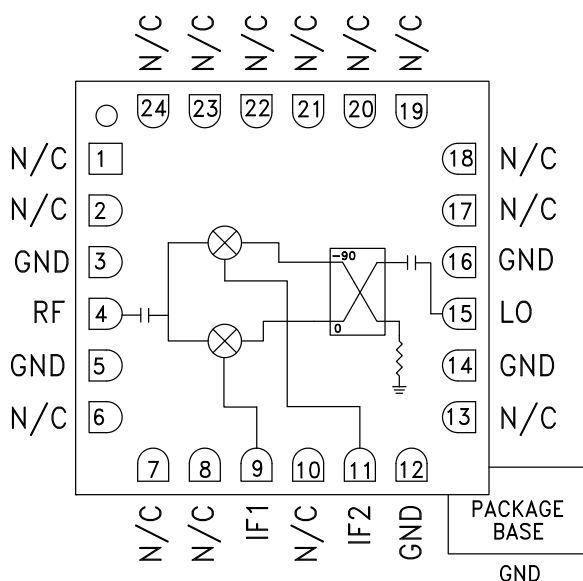 N/C N/C N/C N/C N/C N/C
24 23 22 21 20 19
N/C 1 18 N/C
N/C 2 17 N/C
GND 3 -90 16 GND
RF 4 15 LO
0
GND 5 14 GND
N/C 6 13 N/C
7 8 9 10 11 12
N/C N/C IF1 N/C IF2 GND
PACKAGE
BASE
GND